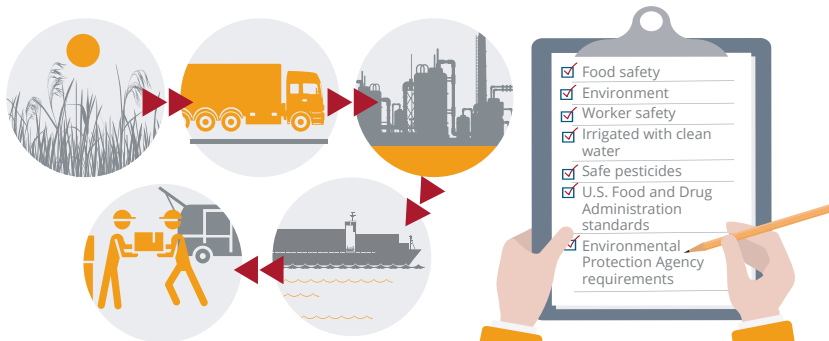 Food safety
Environment
Worker safety
Irrigated with clean
water
Safe pesticides
U.S. Food and Drug
Administration
standards
Environmental
Protection Agency
requirements